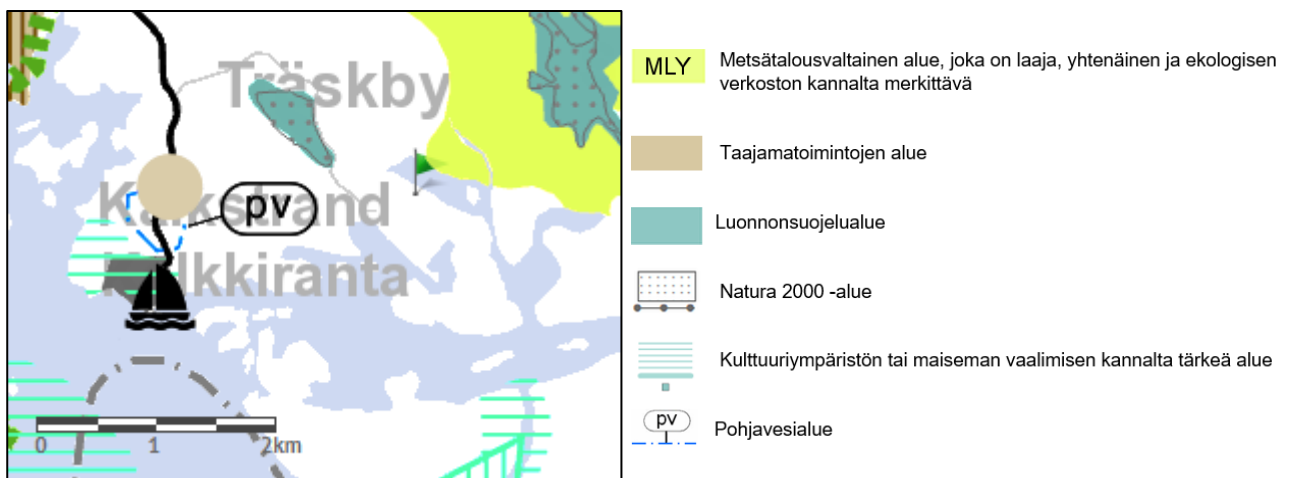 Träskby
Kalkstrand
pv
Kalkkiranta
0 1 2km
MLY
Metsätalousvaltainen alue, joka on laaja, yhtenäinen ja ekologisen
verkoston kannalta merkittävä
Taajamatoimintojen alue
Luonnonsuojelualue
Natura 2000 -alue
Kulttuuriympäristön tai maiseman vaalimisen kannalta tärkeä alue
pv
Pohjavesialue